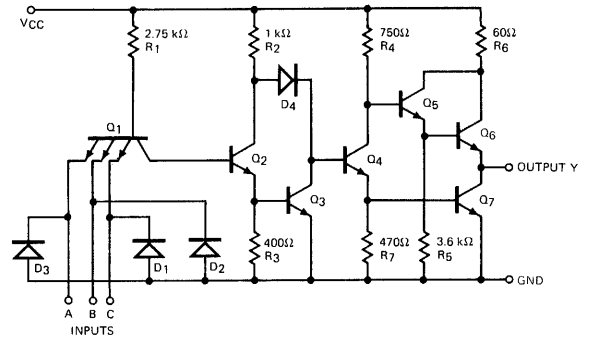 VCC
2.75 kΩ
R1
1 kΩ
R2
750Ω
R4
60Ω
R6
D4
Q5
Q1
Q6
Q2
Q4
OUTPUT Y
Q3
Q7
D3
D1
D2
400Ω
R3
470Ω
R7
3.6 kΩ
R5
GND
A B C
INPUTS